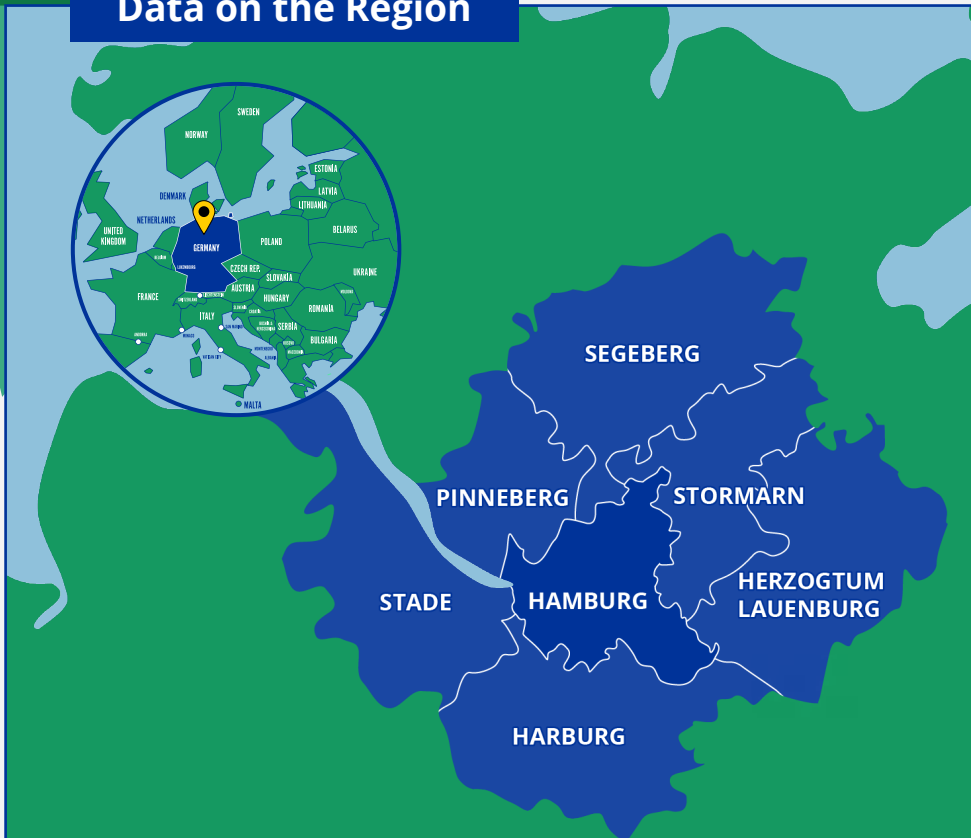 Data on the Region
SWEDEN
NORWAY
ESTONIA
LATVIA
DENMARK
LITHUANIA
NETHERLANDS
UNITED
KINGDOM
BELARUS
GERMANY
POLAND
CZECH REP.
UKRAINE
SLOVAKIA
AUSTRIA
FRANCE
HUNGARY
ROMANIA
ITALY
SERBIA
BULGARIA
MALTA
SEGEBERG
PINNEBERG
STORMARN
HERZOGTUM
LAUENBURG
STADE
HAMBURG
HARBURG